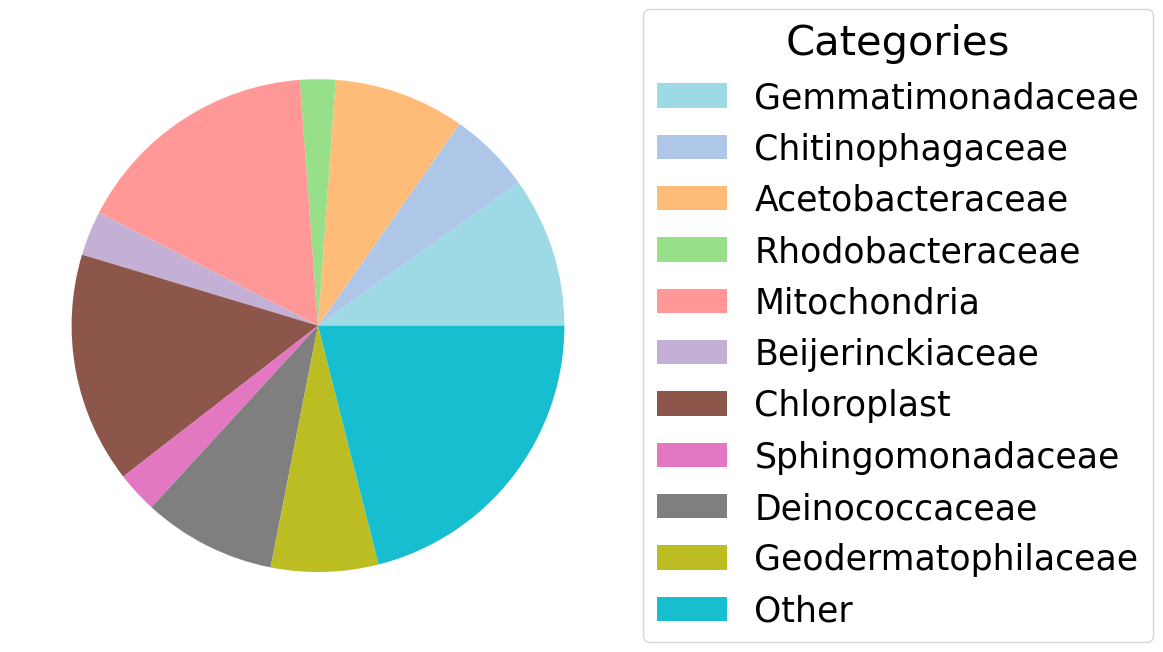 Categories
Gemmatimonadaceae
Chitinophagaceae
Acetobacteraceae
Rhodobacteraceae
Mitochondria
Beijerinckiaceae
Chloroplast
Sphingomonadaceae
Deinococcaceae
Geodermatophilaceae
Other